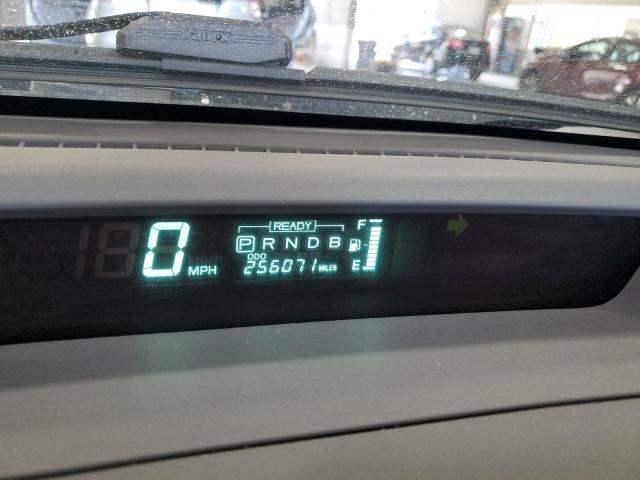 READY
0 MPH
P R N D B
F
ODO
256071 MILES
E